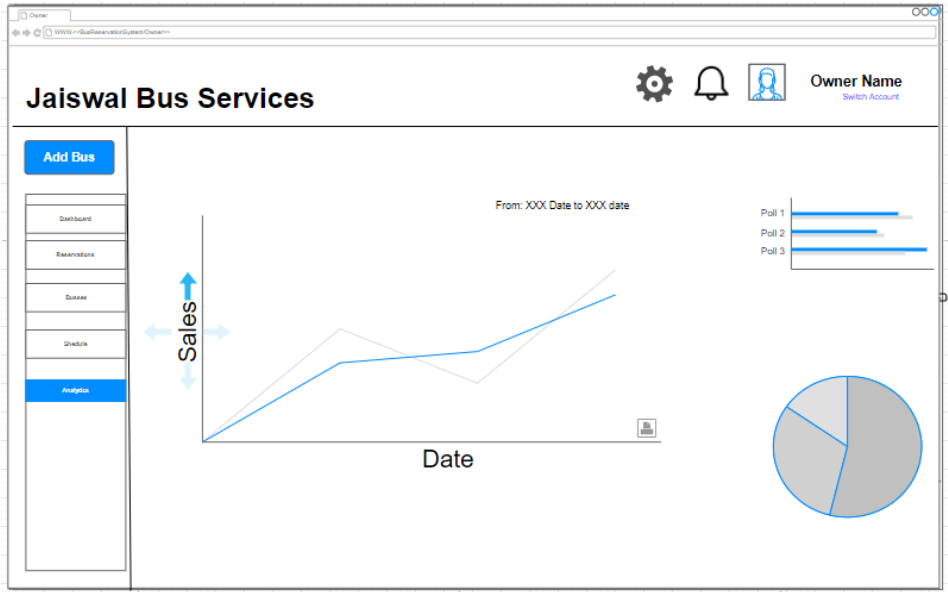 Owner
WWW.<<BusReservationSystem/Owner>>
Jaiswal Bus Services
Owner Name
Switch Account
Add Bus
Dashboard
Reservations
Busses
Shedule
Analytics
From: XXX Date to XXX date
Sales
Date
Poll 1
Poll 2
Poll 3